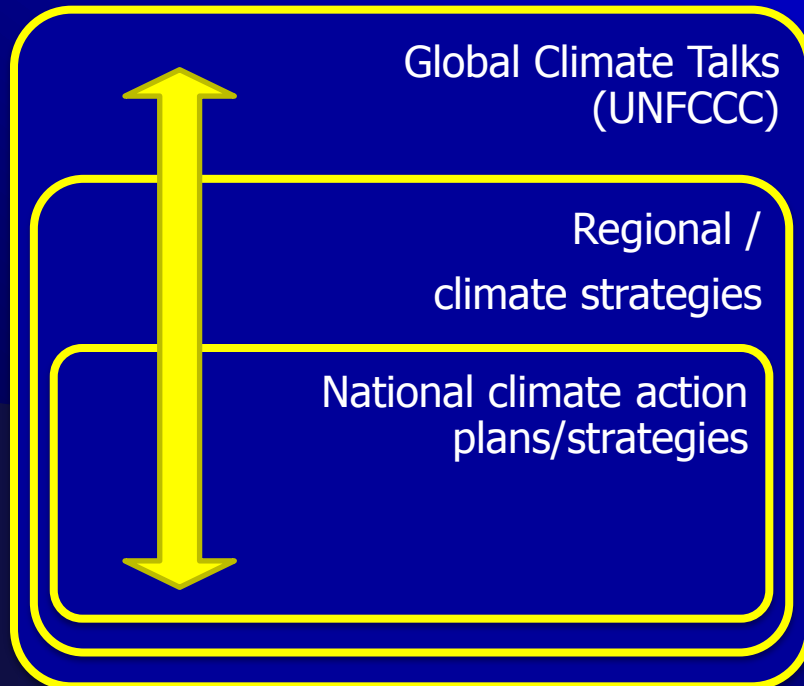 Global Climate Talks
(UNFCCC)
Regional /
climate strategies
National climate action
plans/strategies